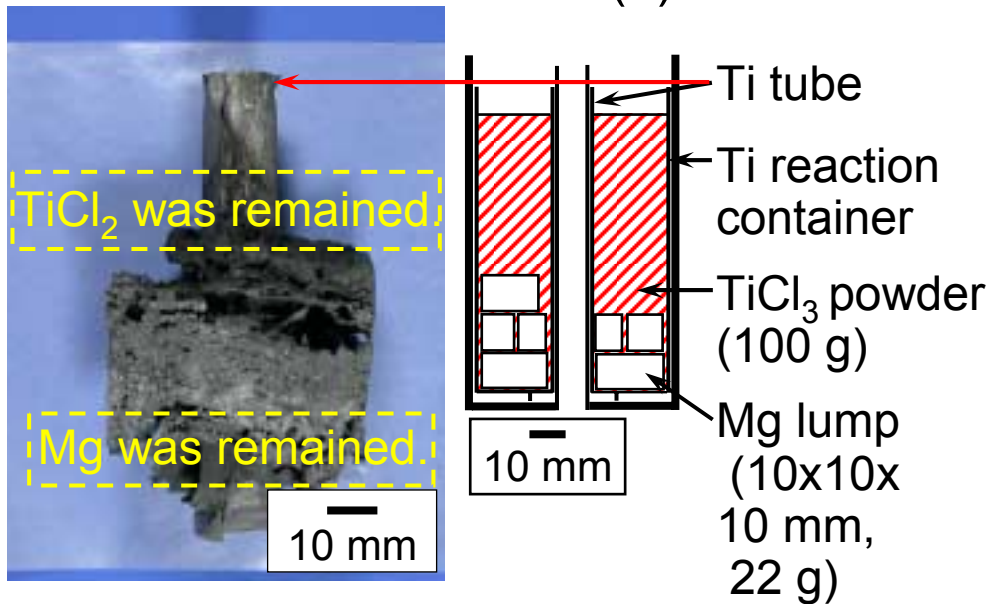 TiCl₂ was remained.
Mg was remained.
10 mm
10 mm
Ti tube
Ti reaction
container
TiCl₃ powder
(100 g)
Mg lump
(10x10x
10 mm,
22 g)